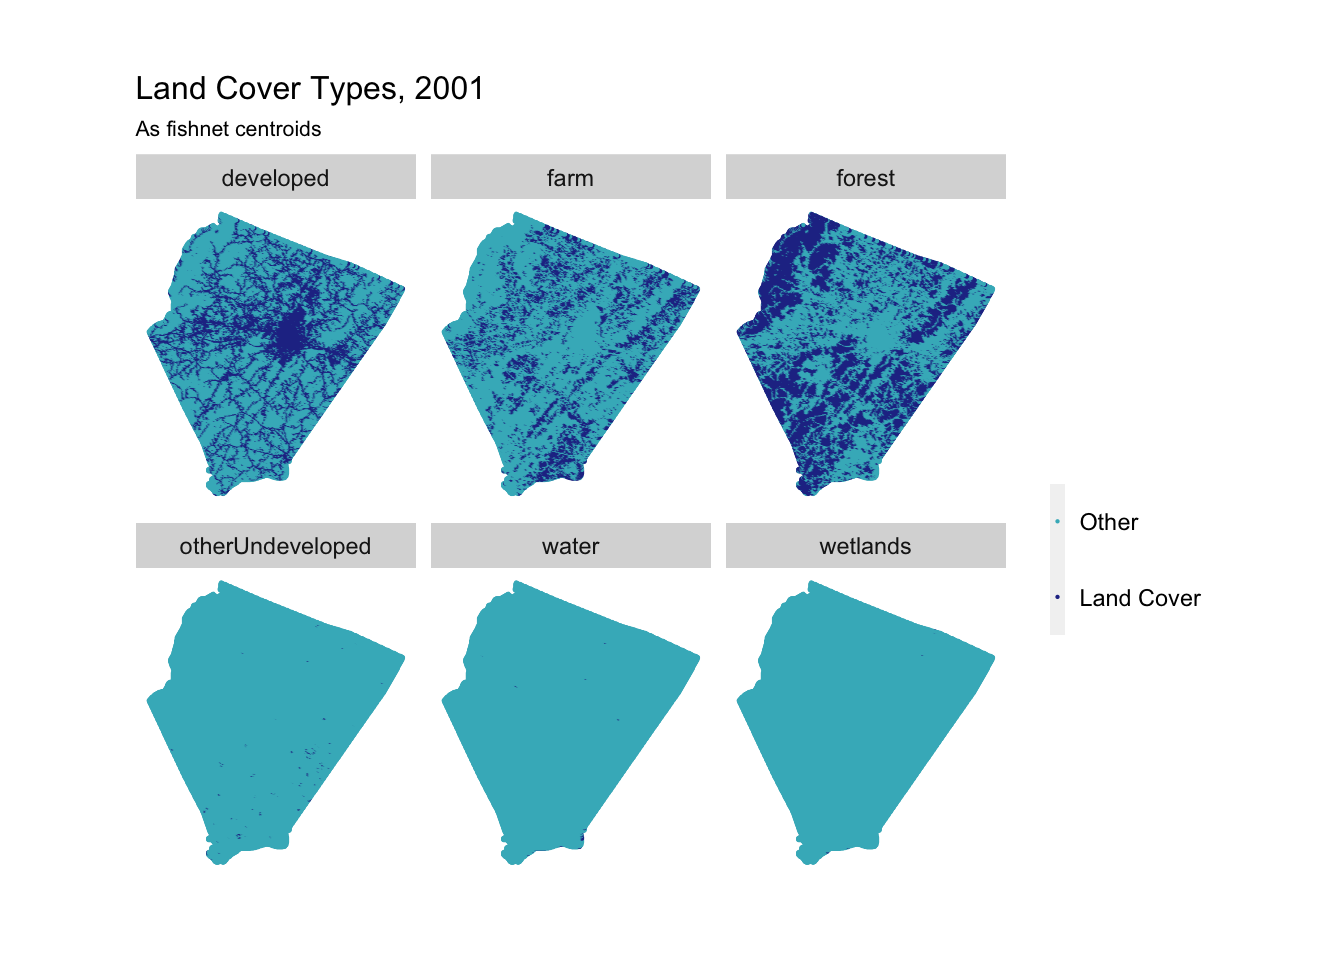 Land Cover Types, 2001
As fishnet centroids
developed
farm
forest
otherUndeveloped
water
wetlands
Other
Land Cover